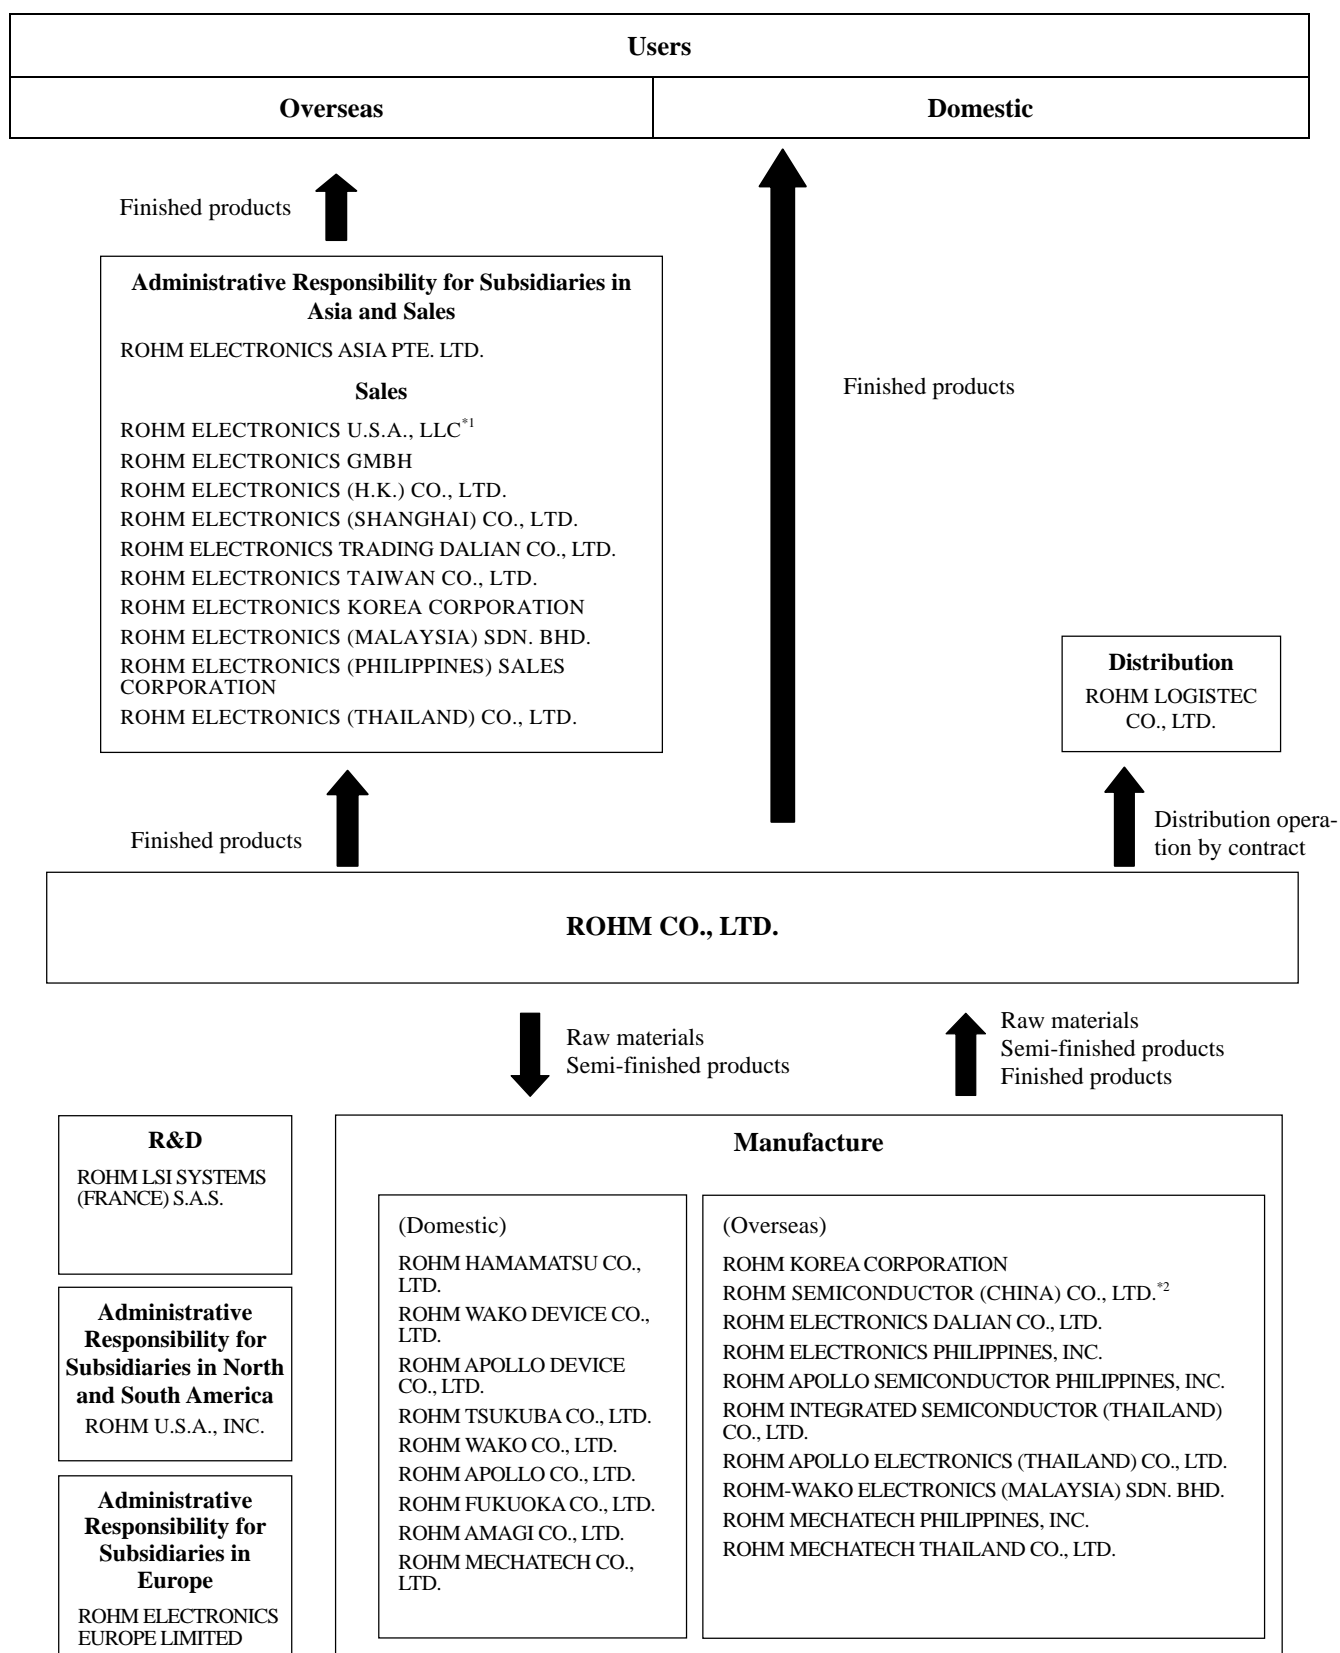 Users
Overseas
Domestic
Finished products
Administrative Responsibility for Subsidiaries in
Asia and Sales
ROHM ELECTRONICS ASIA PTE. LTD.
Sales
ROHM ELECTRONICS U.S.A., LLC*1
ROHM ELECTRONICS GMBH
ROHM ELECTRONICS (H.K.) CO., LTD.
ROHM ELECTRONICS (SHANGHAI) CO., LTD.
ROHM ELECTRONICS TRADING DALIAN CO., LTD.
ROHM ELECTRONICS TAIWAN CO., LTD.
ROHM ELECTRONICS KOREA CORPORATION
ROHM ELECTRONICS (MALAYSIA) SDN. BHD.
ROHM ELECTRONICS (PHILIPPINES) SALES
CORPORATION
ROHM ELECTRONICS (THAILAND) CO., LTD.
Finished products
Distribution
ROHM LOGISTEC
CO., LTD.
Finished products
Distribution opera-
tion by contract
ROHM CO., LTD.
Raw materials
Semi-finished products
Raw materials
Semi-finished products
Finished products
R&D
ROHM LSI SYSTEMS
(FRANCE) S.A.S.
Administrative
Responsibility for
Subsidiaries in North
and South America
ROHM U.S.A., INC.
Administrative
Responsibility for
Subsidiaries in
Europe
ROHM ELECTRONICS
EUROPE LIMITED
Manufacture
(Domestic)
ROHM HAMAMATSU CO.,
LTD.
ROHM WAKO DEVICE CO.,
LTD.
ROHM APOLLO DEVICE
CO., LTD.
ROHM TSUKUBA CO., LTD.
ROHM WAKO CO., LTD.
ROHM APOLLO CO., LTD.
ROHM FUKUOKA CO., LTD.
ROHM AMAGI CO., LTD.
ROHM MECHATECH CO.,
LTD.
(Overseas)
ROHM KOREA CORPORATION
ROHM SEMICONDUCTOR (CHINA) CO., LTD.*2
ROHM ELECTRONICS DALIAN CO., LTD.
ROHM ELECTRONICS PHILIPPINES, INC.
ROHM APOLLO SEMICONDUCTOR PHILIPPINES, INC.
ROHM INTEGRATED SEMICONDUCTOR (THAILAND)
CO., LTD.
ROHM APOLLO ELECTRONICS (THAILAND) CO., LTD.
ROHM-WAKO ELECTRONICS (MALAYSIA) SDN. BHD.
ROHM MECHATECH PHILIPPINES, INC.
ROHM MECHATECH THAILAND CO., LTD.